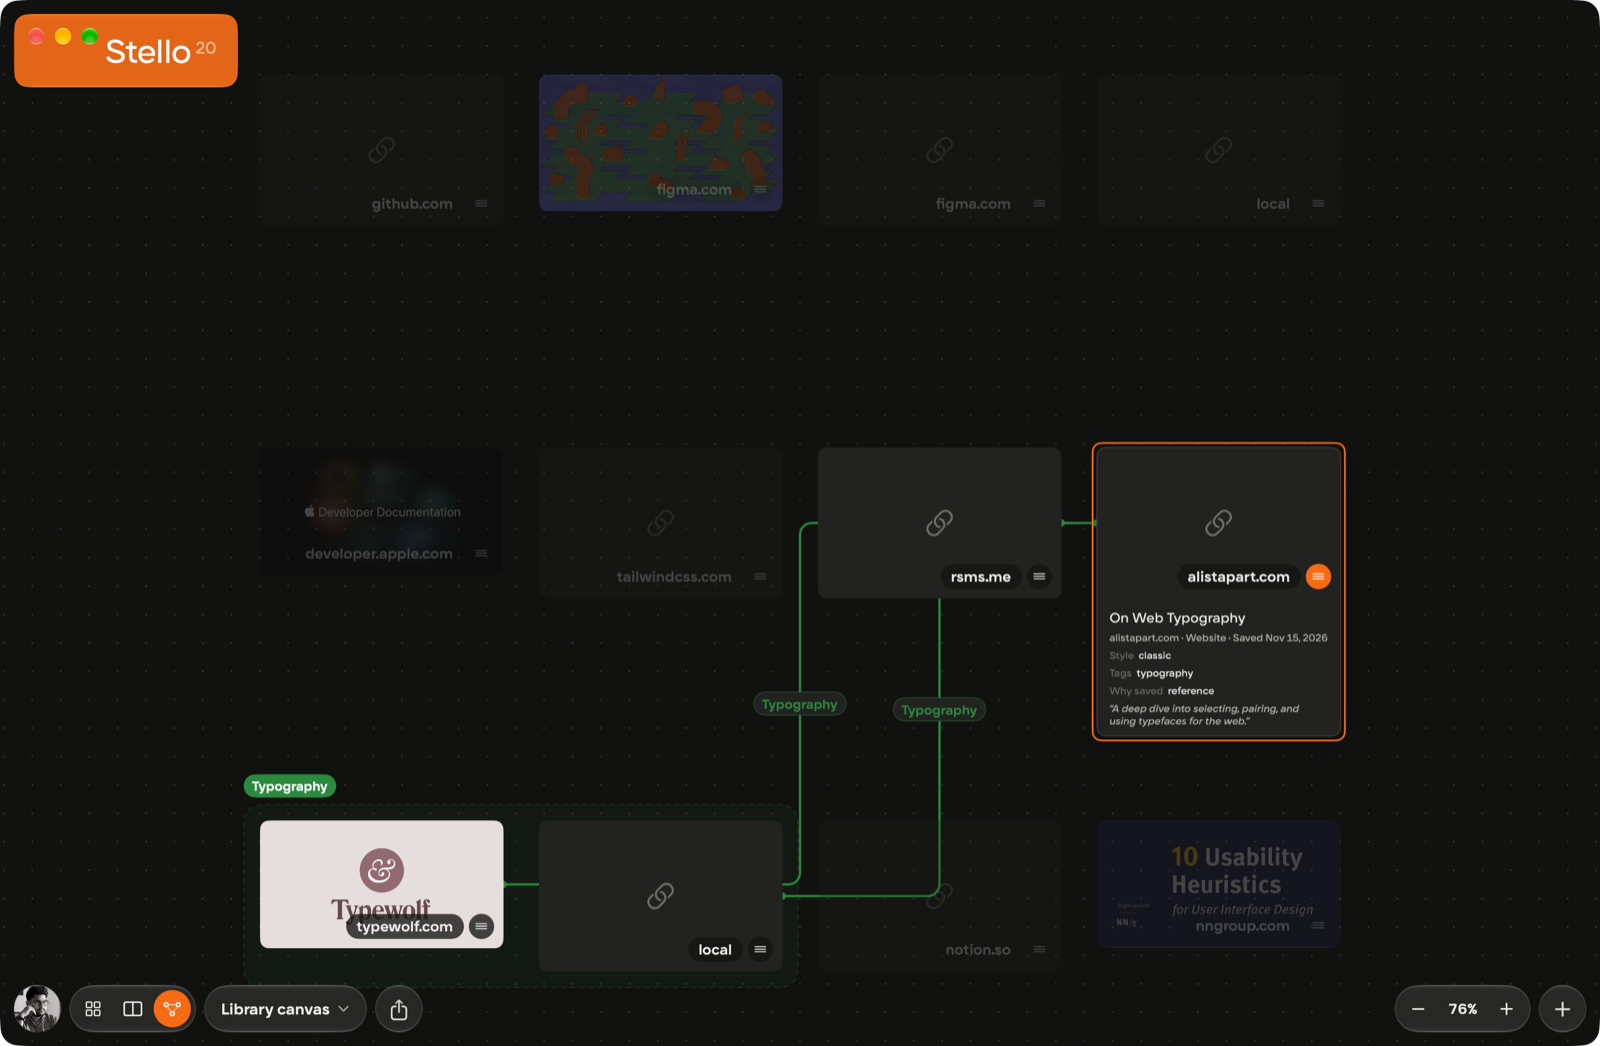 Stello 20
github.com
figma.com
figma.com
local
Developer Documentation
developer.apple.com
tailwindcss.com
rsms.me
alistapart.com
On Web Typography
alistapart.com · Website · Saved Nov 15, 2026
Style classic
Tags typography
Why saved reference
"A deep dive into selecting, pairing, and
using typefaces for the web."
Typography
Typography
Typography
&
Typewolf
typewolf.com
local
notion.so
10 Usability
Heuristics
for User Interface Design
nngroup.com
NN/g
nngroup.com
Library canvas
76%